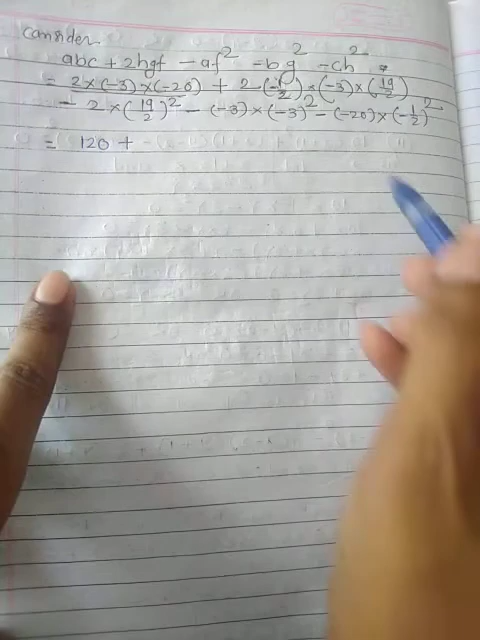 Consider
abc + 2hgf - af² - bg² - ch²
= 2×(-3)×(-20) + 2(-1/2)×(-3)×(19/2)
- 2×(19/2)² - (-3)×(-3)² - (-20)×(-1/2)²
= 120 +